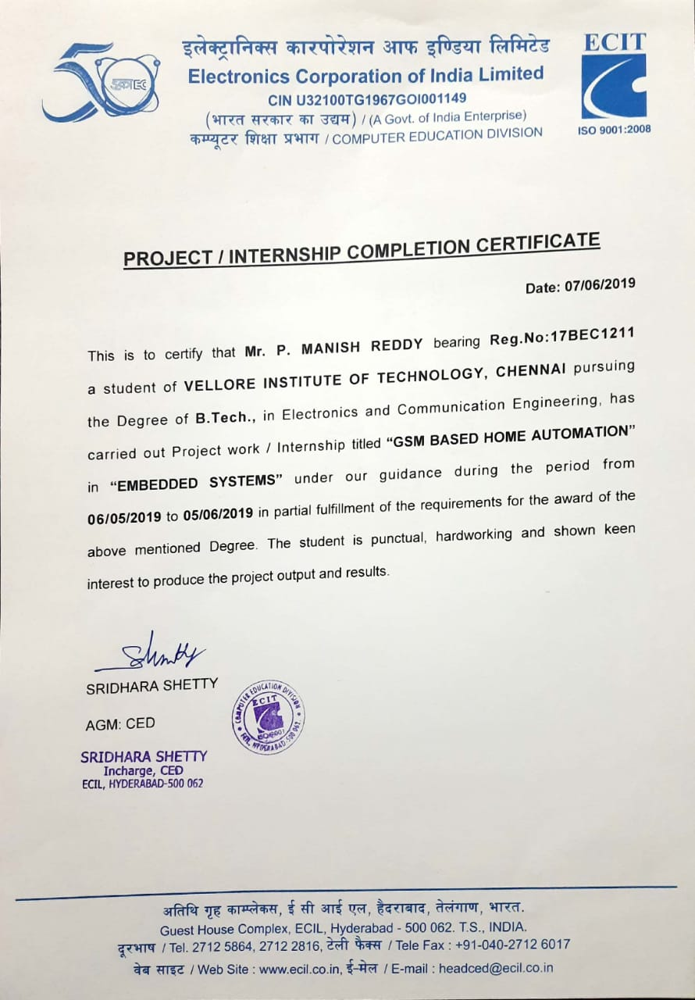 50
इलेक्ट्रानिक्स कारपोरेशन आफ इण्डिया लिमिटेड
Electronics Corporation of India Limited
CIN U32100TG1967GOI001149
(भारत सरकार का उद्यम) / (A Govt. of India Enterprise)
कम्प्यूटर शिक्षा प्रभाग / COMPUTER EDUCATION DIVISION
ECIT
ISO 9001:2008
PROJECT / INTERNSHIP COMPLETION CERTIFICATE
Date: 07/06/2019
This is to certify that Mr. P. MANISH REDDY bearing Reg.No:17BEC1211
a student of VELLORE INSTITUTE OF TECHNOLOGY, CHENNAI pursuing
the Degree of B.Tech., in Electronics and Communication Engineering, has
carried out Project work / Internship titled “GSM BASED HOME AUTOMATION”
in “EMBEDDED SYSTEMS” under our guidance during the period from
06/05/2019 to 05/06/2019 in partial fulfillment of the requirements for the award of the
above mentioned Degree. The student is punctual, hardworking and shown keen
interest to produce the project output and results.
SRIDHARA SHETTY
AGM: CED
SRIDHARA SHETTY
Incharge, CED
ECIL, HYDERABAD-500 062
COMPUTER EDUCATION DIVISION
ECIT
ISO9001
ECIL, HYDERABAD-500 062.
अतिथि गृह काम्प्लेकस, ई सी आई एल, हैदराबाद, तेलंगाण, भारत.
Guest House Complex, ECIL, Hyderabad - 500 062. T.S., INDIA.
दूरभाष / Tel. 2712 5864, 2712 2816, टेली फैक्स / Tele Fax : +91-040-2712 6017
वेब साइट / Web Site : www.ecil.co.in, ई-मेल / E-mail : headced@ecil.co.in